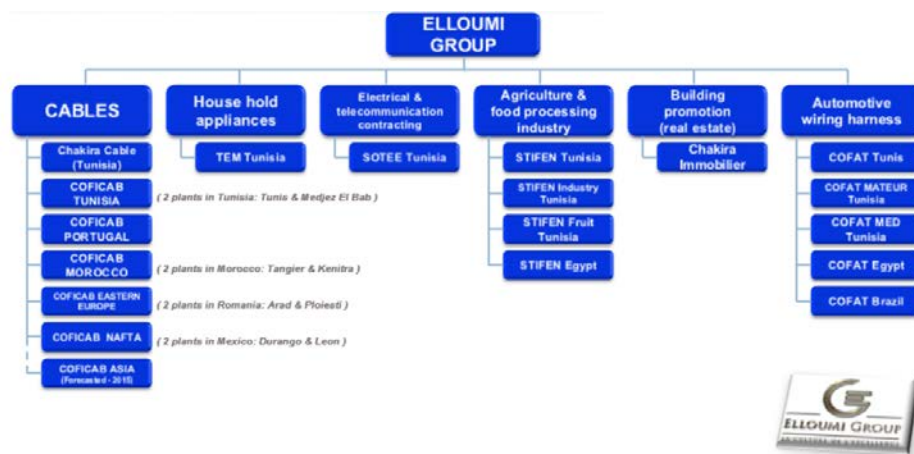 ELLOUMI
GROUP
CABLES
Chakira Cable
(Tunisia)
COFICAB
TUNISIA
( 2 plants in Tunisia: Tunis & Medjez El Bab )
COFICAB
PORTUGAL
COFICAB
MOROCCO
( 2 plants in Morocco: Tangier & Kenitra )
COFICAB EASTERN
EUROPE
( 2 plants in Romania: Arad & Ploiesti )
COFICAB NAFTA
( 2 plants in Mexico: Durango & Leon )
COFICAB ASIA
(Forecasted - 2015)
House hold
appliances
TEM Tunisia
Electrical &
telecommunication
contracting
SOTEE Tunisia
Agriculture &
food processing
industry
STIFEN Tunisia
STIFEN Industry
Tunisia
STIFEN Fruit
Tunisia
STIFEN Egypt
Building
promotion
(real estate)
Chakira
Immobilier
Automotive
wiring harness
COFAT Tunis
COFAT MATEUR
Tunisia
COFAT MED
Tunisia
COFAT Egypt
COFAT Brazil
ELLOUMI GROUP